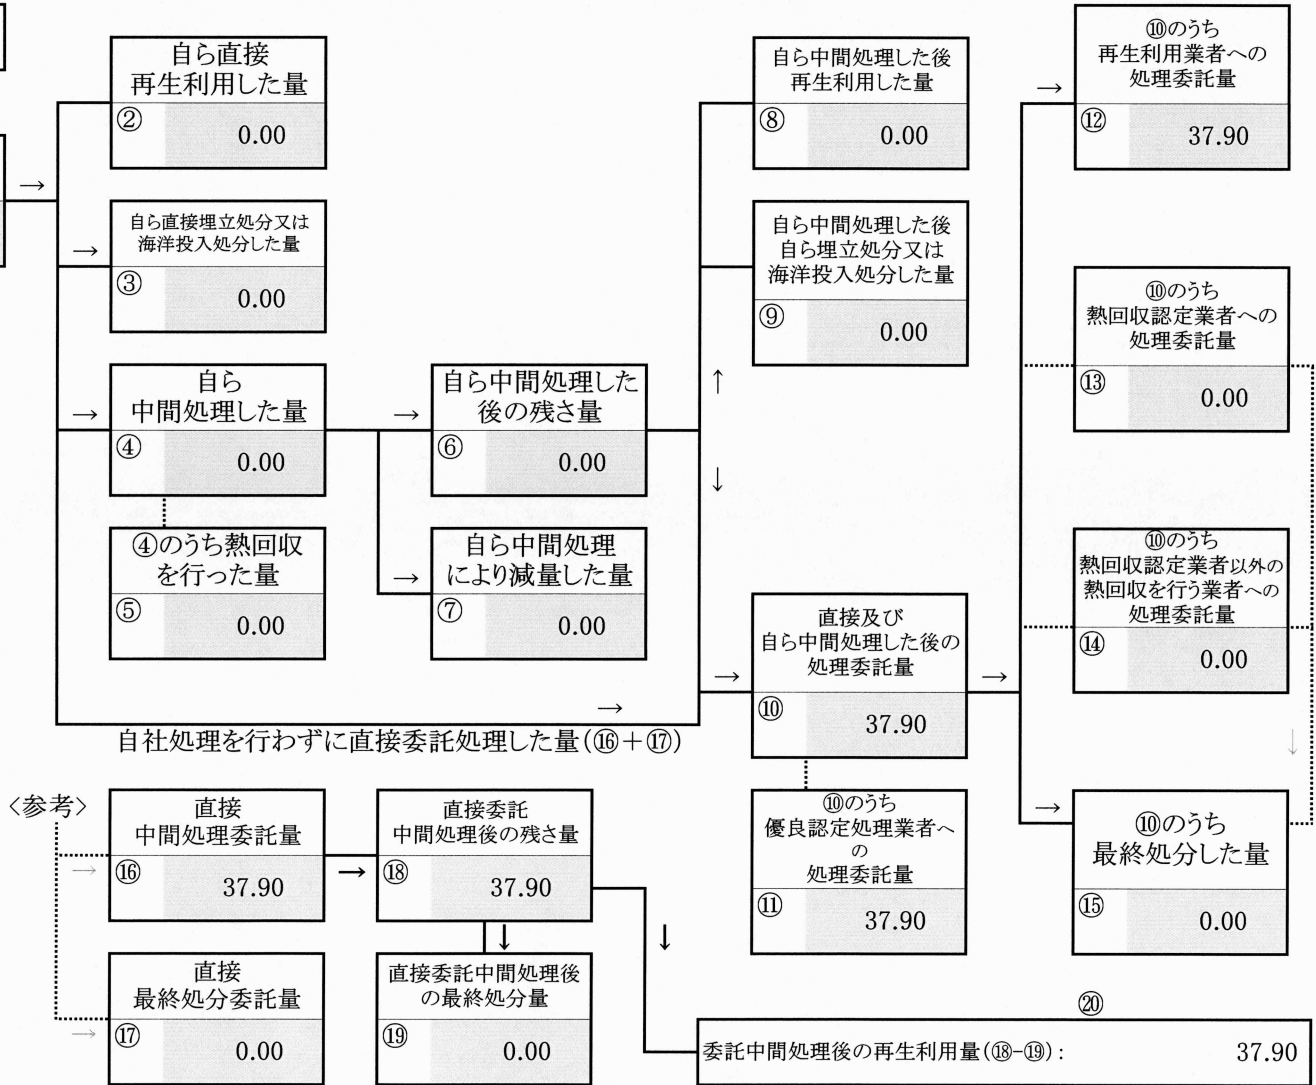 自ら直接
再生利用した量
② 0.00
→
自ら直接埋立処分又は
海洋投入処分した量
→
③ 0.00
自ら
中間処理した量
→
④ 0.00
④のうち熱回収
を行った量
⑤ 0.00
→
自ら中間処理した
後の残さ量
⑥ 0.00
自ら中間処理
により減量した量
→
⑦ 0.00
自ら中間処理した後
再生利用した量
⑧ 0.00
自ら中間処理した後
自ら埋立処分又は
海洋投入処分した量
⑨ 0.00
↑
↓
直接及び
自ら中間処理した後の
処理委託量
→
⑩ 37.90
→
⑩のうち
優良認定処理業者へ
の
処理委託量
⑪ 37.90
⑩のうち
再生利用業者への
処理委託量
→
⑫ 37.90
⑩のうち
熱回収認定業者への
処理委託量
⑬ 0.00
⑩のうち
熱回収認定業者以外の
熱回収を行う業者への
処理委託量
⑭ 0.00
↓
→
⑩のうち
最終処分した量
⑮ 0.00
→
自社処理を行わずに直接委託処理した量(⑯+⑰)
〈参考〉
直接
中間処理委託量
→
⑯ 37.90
→
直接委託
中間処理後の残さ量
⑱ 37.90
↓
↓
直接
最終処分委託量
→
⑰ 0.00
直接委託中間処理後
の最終処分量
⑲ 0.00
⑳
委託中間処理後の再生利用量(⑱-⑲): 37.90